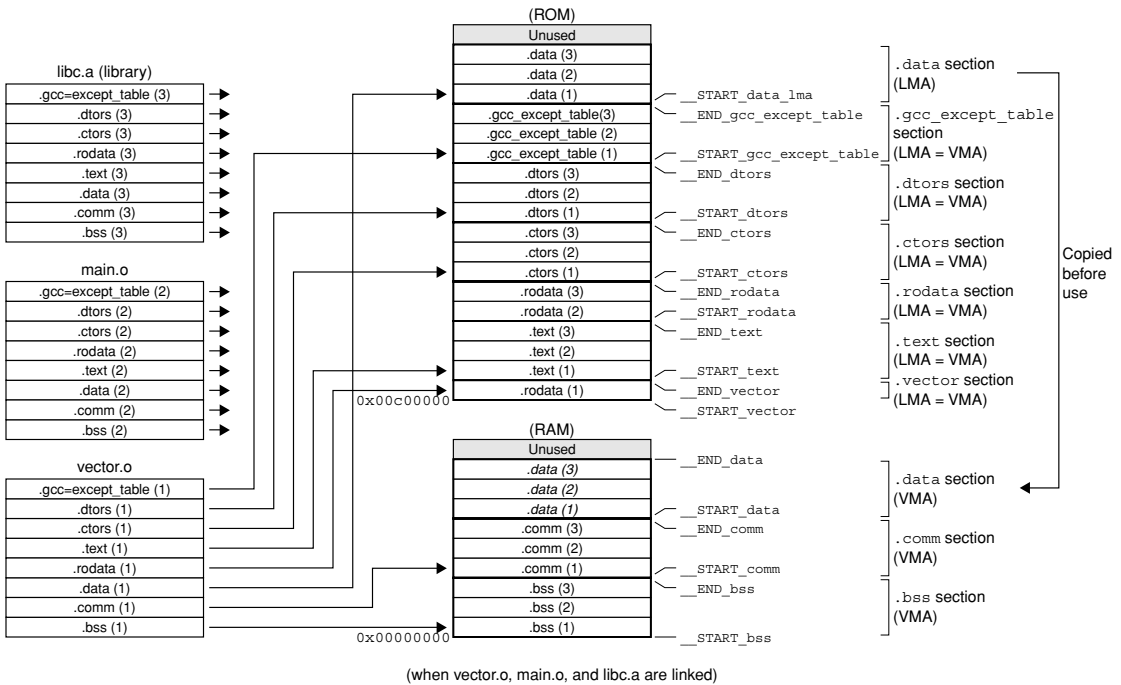 libc.a (library)
.gcc=except_table (3)
.dtors (3)
.ctors (3)
.rodata (3)
.text (3)
.data (3)
.comm (3)
.bss (3)
main.o
.gcc=except_table (2)
.dtors (2)
.ctors (2)
.rodata (2)
.text (2)
.data (2)
.comm (2)
.bss (2)
vector.o
.gcc=except_table (1)
.dtors (1)
.ctors (1)
.text (1)
.rodata (1)
.data (1)
.comm (1)
.bss (1)
(ROM)
Unused
.data (3)
.data (2)
.data (1)
.gcc_except_table(3)
.gcc_except_table (2)
.gcc_except_table (1)
.dtors (3)
.dtors (2)
.dtors (1)
.ctors (3)
.ctors (2)
.ctors (1)
.rodata (3)
.rodata (2)
.text (3)
.text (2)
.text (1)
.rodata (1)
0x00c00000
__START_data_lma
__END_gcc_except_table
__START_gcc_except_table
__END_dtors
__START_dtors
__END_ctors
__START_ctors
__END_rodata
__START_rodata
__END_text
__START_text
__END_vector
__START_vector
.data section
(LMA)
.gcc_except_table
section
(LMA = VMA)
.dtors section
(LMA = VMA)
.ctors section
(LMA = VMA)
.rodata section
(LMA = VMA)
.text section
(LMA = VMA)
.vector section
(LMA = VMA)
Copied
before
use
(RAM)
Unused
.data (3)
.data (2)
.data (1)
.comm (3)
.comm (2)
.comm (1)
.bss (3)
.bss (2)
.bss (1)
0x00000000
__END_data
__START_data
__END_comm
__START_comm
__END_bss
__START_bss
.data section
(VMA)
.comm section
(VMA)
.bss section
(VMA)
(when vector.o, main.o, and libc.a are linked)